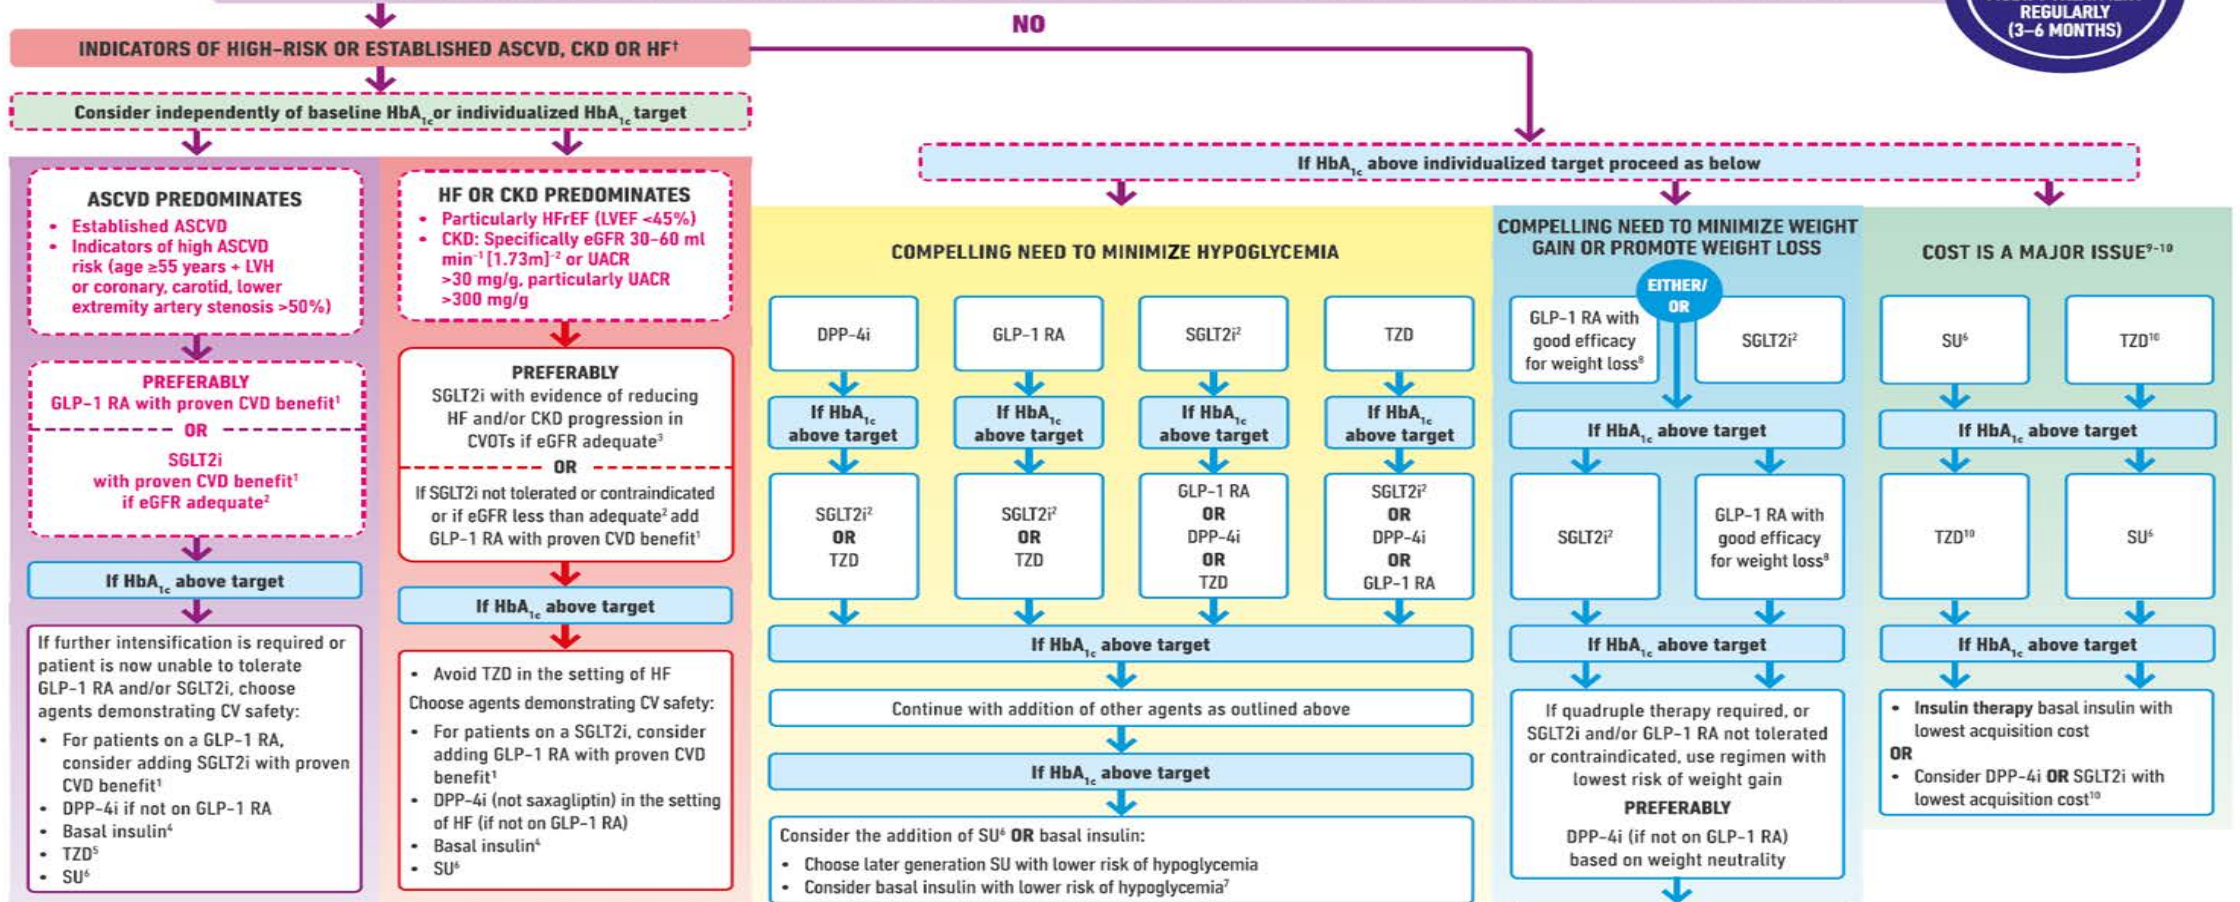 REGULARLY
(3–6 MONTHS)
NO
INDICATORS OF HIGH-RISK OR ESTABLISHED ASCVD, CKD OR HF†
Consider independently of baseline HbA1c or individualized HbA1c target
ASCVD PREDOMINATES
• Established ASCVD
• Indicators of high ASCVD
risk (age ≥55 years + LVH
or coronary, carotid, lower
extremity artery stenosis >50%)
PREFERABLY
GLP-1 RA with proven CVD benefit¹
OR
SGLT2i
with proven CVD benefit¹
if eGFR adequate²
If HbA1c above target
If further intensification is required or
patient is now unable to tolerate
GLP-1 RA and/or SGLT2i, choose
agents demonstrating CV safety:
• For patients on a GLP-1 RA,
consider adding SGLT2i with proven
CVD benefit¹
• DPP-4i if not on GLP-1 RA
• Basal insulin⁴
• TZD⁵
• SU⁶
HF OR CKD PREDOMINATES
• Particularly HFrEF (LVEF <45%)
• CKD: Specifically eGFR 30–60 ml
min⁻¹ [1.73m]⁻² or UACR
>30 mg/g, particularly UACR
>300 mg/g
PREFERABLY
SGLT2i with evidence of reducing
HF and/or CKD progression in
CVOTs if eGFR adequate³
OR
If SGLT2i not tolerated or contraindicated
or if eGFR less than adequate² add
GLP-1 RA with proven CVD benefit¹
If HbA1c above target
• Avoid TZD in the setting of HF
Choose agents demonstrating CV safety:
• For patients on a SGLT2i, consider
adding GLP-1 RA with proven CVD
benefit¹
• DPP-4i (not saxagliptin) in the setting
of HF (if not on GLP-1 RA)
• Basal insulin⁴
• SU⁶
If HbA1c above individualized target proceed as below
COMPELLING NEED TO MINIMIZE HYPOGLYCEMIA
DPP-4i
GLP-1 RA
SGLT2i²
TZD
If HbA1c
above target
If HbA1c
above target
If HbA1c
above target
If HbA1c
above target
SGLT2i²
OR
TZD
SGLT2i²
OR
TZD
GLP-1 RA
OR
DPP-4i
OR
TZD
SGLT2i²
OR
DPP-4i
OR
GLP-1 RA
If HbA1c above target
Continue with addition of other agents as outlined above
If HbA1c above target
Consider the addition of SU⁶ OR basal insulin:
• Choose later generation SU with lower risk of hypoglycemia
• Consider basal insulin with lower risk of hypoglycemia⁷
COMPELLING NEED TO MINIMIZE WEIGHT
GAIN OR PROMOTE WEIGHT LOSS
EITHER/
OR
GLP-1 RA with
good efficacy
for weight loss⁸
SGLT2i²
If HbA1c above target
SGLT2i²
GLP-1 RA with
good efficacy
for weight loss⁸
If HbA1c above target
If quadruple therapy required, or
SGLT2i and/or GLP-1 RA not tolerated
or contraindicated, use regimen with
lowest risk of weight gain
PREFERABLY
DPP-4i (if not on GLP-1 RA)
based on weight neutrality
COST IS A MAJOR ISSUE⁹⁻¹⁰
SU⁶
TZD¹⁰
If HbA1c above target
TZD¹⁰
SU⁶
If HbA1c above target
• Insulin therapy basal insulin with
lowest acquisition cost
OR
• Consider DPP-4i OR SGLT2i with
lowest acquisition cost¹⁰